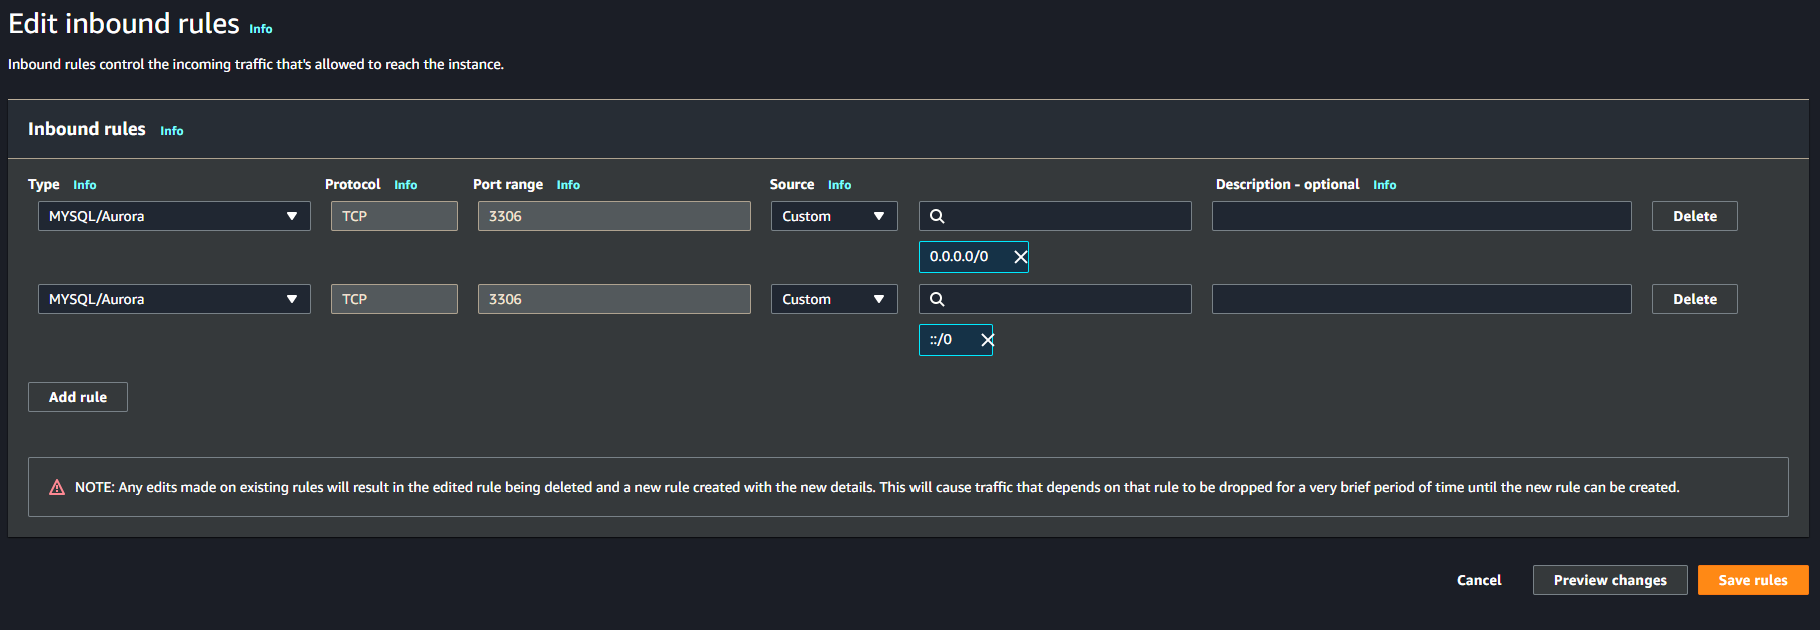 Edit inbound rules Info
Inbound rules control the incoming traffic that's allowed to reach the instance.
Inbound rules Info
Type Info Protocol Info Port range Info Source Info Description - optional Info
MYSQL/Aurora TCP 3306 Custom Delete
0.0.0.0/0
MYSQL/Aurora TCP 3306 Custom Delete
::/0
Add rule
NOTE: Any edits made on existing rules will result in the edited rule being deleted and a new rule created with the new details. This will cause traffic that depends on that rule to be dropped for a very brief period of time until the new rule can be created.
Cancel Preview changes Save rules